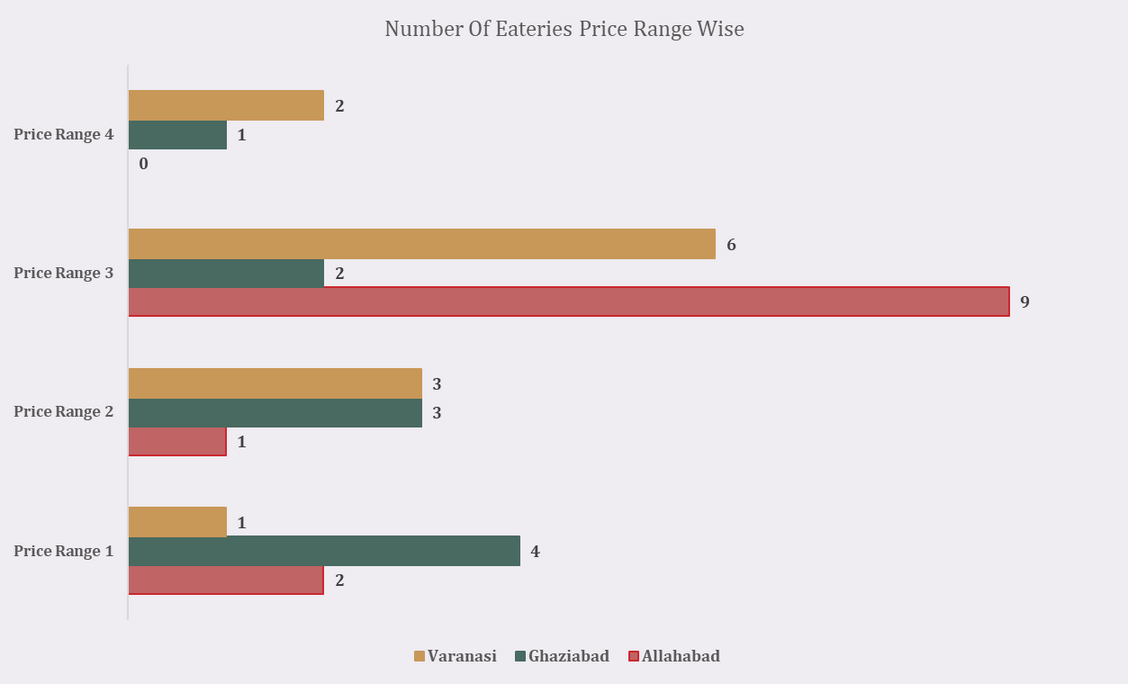 Number Of Eateries Price Range Wise
2
Price Range 4
1
0
6
Price Range 3
2
9
3
Price Range 2
3
1
1
Price Range 1
4
2
Varanasi Ghaziabad Allahabad